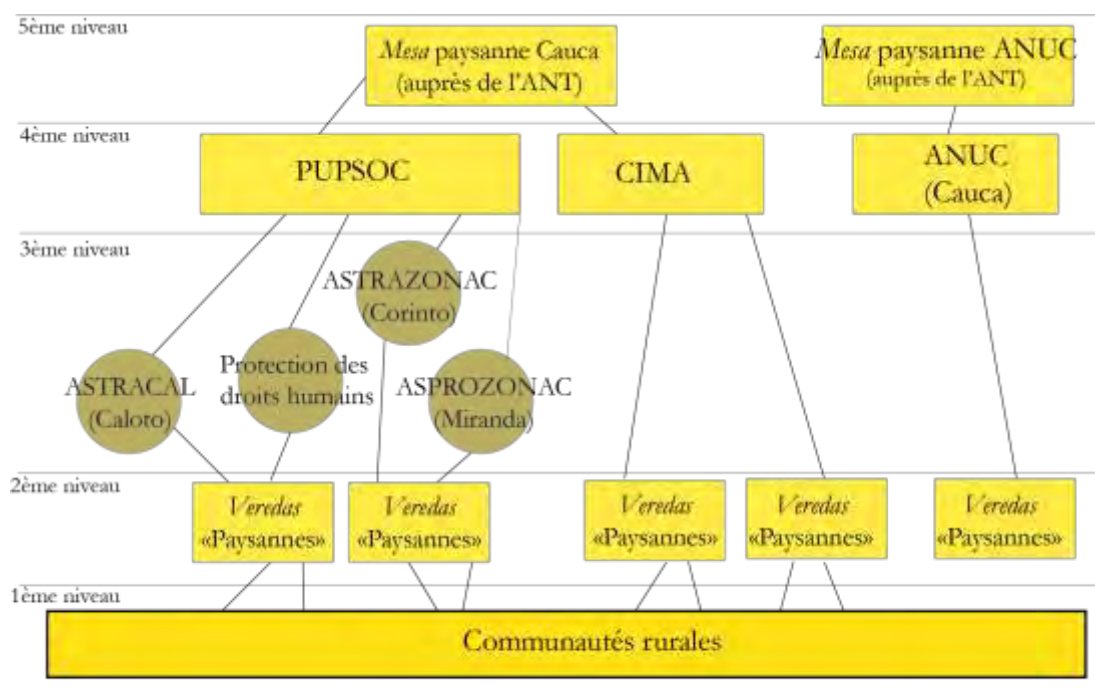 5ème niveau
Mesa paysanne Cauca
(auprès de l'ANT)
Mesa paysanne ANUC
(auprès de l'ANT)
4ème niveau
PUPSOC
CIMA
ANUC
(Cauca)
3ème niveau
ASTRAZONAC
(Corinto)
ASTRACAL
(Caloto)
Protection des
droits humains
ASPROZONAC
(Miranda)
2ème niveau
Veredas
«Paysannes»
Veredas
«Paysannes»
Veredas
«Paysannes»
Veredas
«Paysannes»
Veredas
«Paysannes»
1ème niveau
Communautés rurales